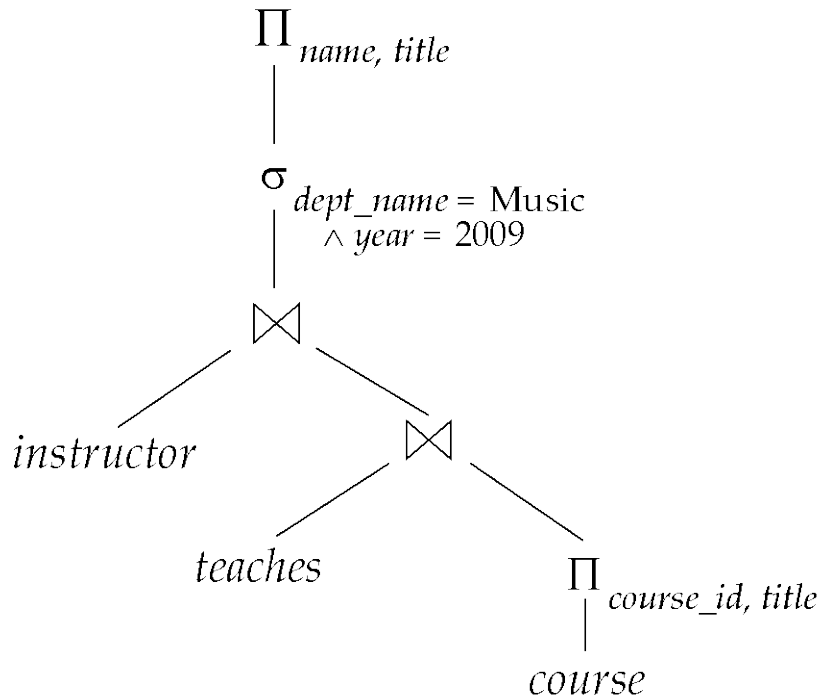 Π name, title
σ dept_name = Music
∧ year = 2009
⋈
instructor
⋈
teaches
Π course_id, title
course